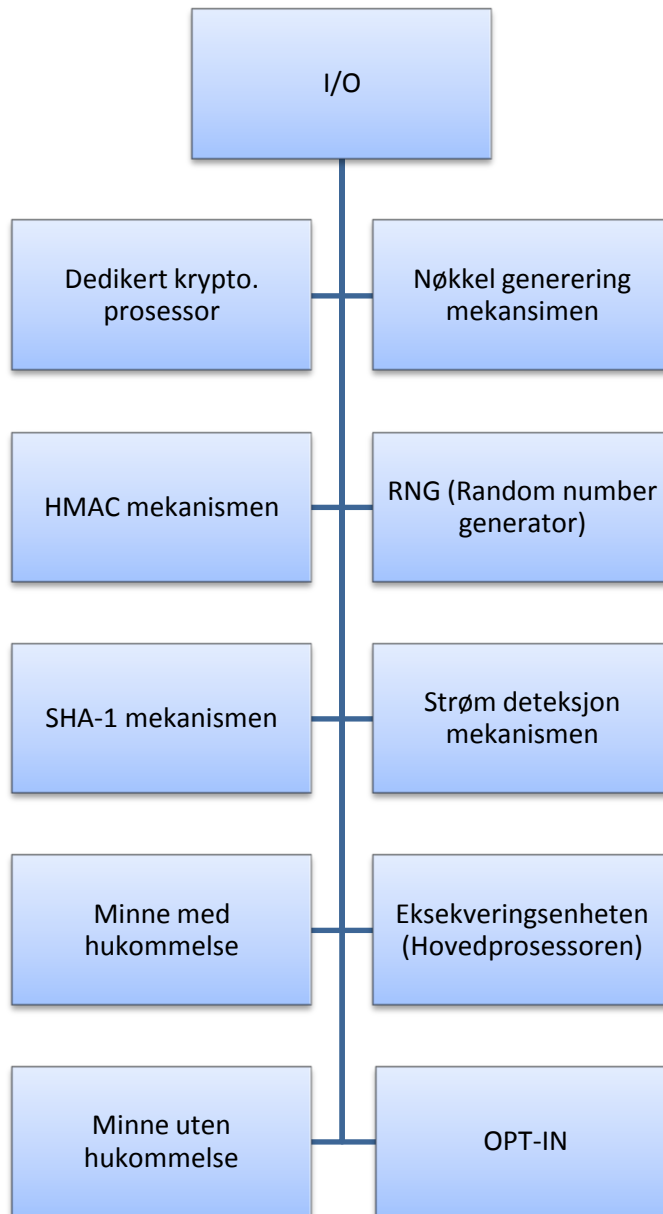 I/O
Dedikert krypto.
prosessor
Nøkkel generering
mekansimen
HMAC mekanismen
RNG (Random number
generator)
SHA-1 mekanismen
Strøm deteksjon
mekanismen
Minne med
hukommelse
Eksekveringsenheten
(Hovedprosessoren)
Minne uten
hukommelse
OPT-IN